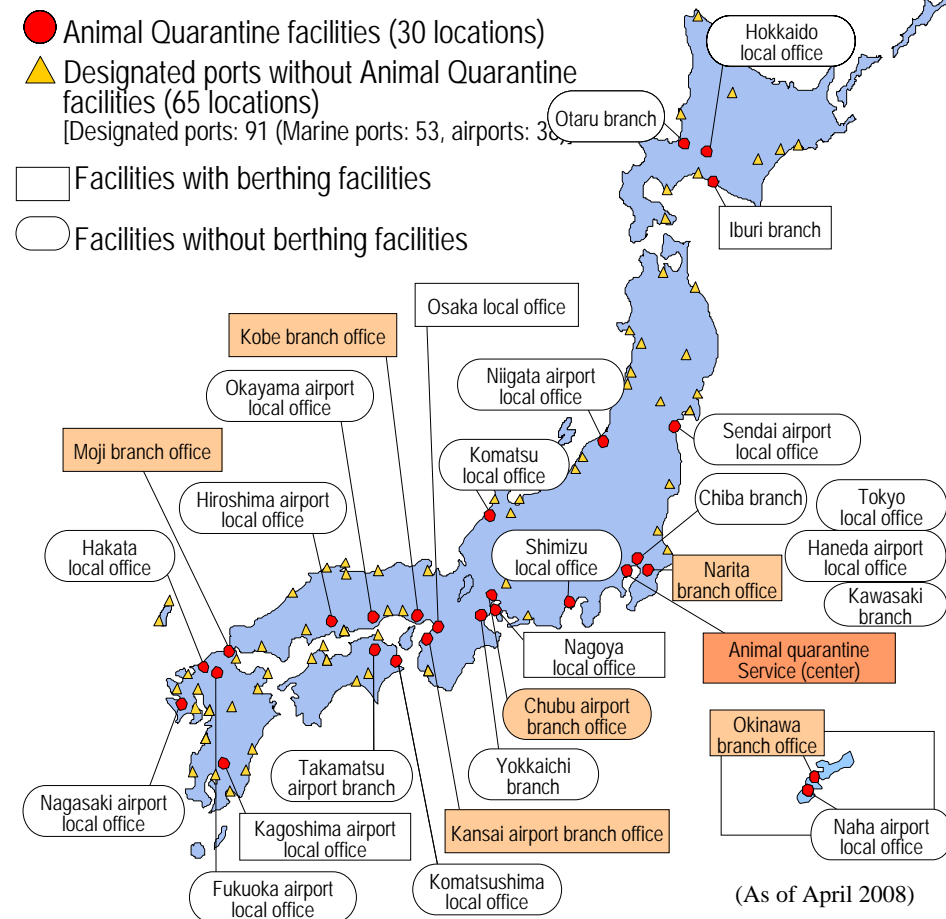 Animal Quarantine facilities (30 locations)
Designated ports without Animal Quarantine
facilities (65 locations)
[Designated ports: 91 (Marine ports: 53, airports: 38)]
Facilities with berthing facilities
Facilities without berthing facilities
Hokkaido
local office
Otaru branch
Iburi branch
Osaka local office
Kobe branch office
Okayama airport
local office
Niigata airport
local office
Moji branch office
Komatsu
local office
Sendai airport
local office
Hiroshima airport
local office
Chiba branch
Tokyo
local office
Hakata
local office
Shimizu
local office
Narita
branch office
Haneda airport
local office
Kawasaki
branch
Nagoya
local office
Animal quarantine
Service (center)
Chubu airport
branch office
Okinawa
branch office
Takamatsu
airport branch
Yokkaichi
branch
Nagasaki airport
local office
Kagoshima airport
local office
Kansai airport branch office
Naha airport
local office
Fukuoka airport
local office
Komatsushima
local office
(As of April 2008)